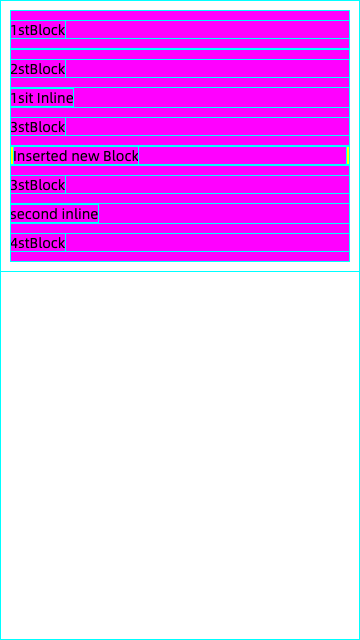 1stBlock
2stBlock
1sit inline
3stBlock
Inserted new Block
3stBlock
second inline
4stBlock